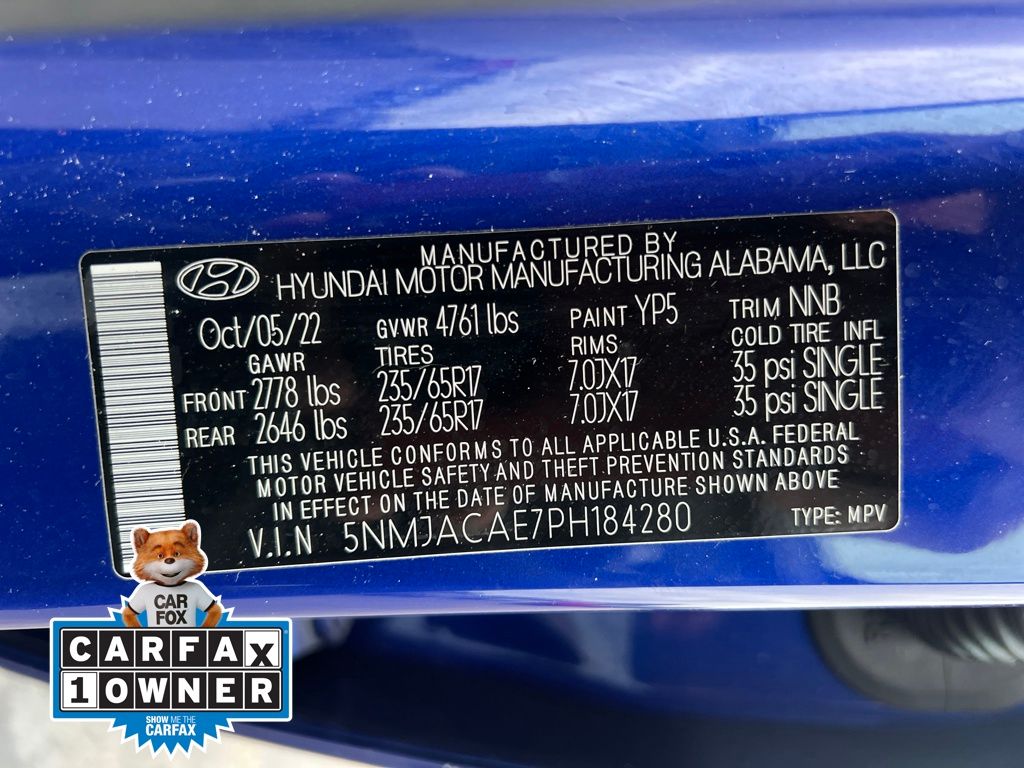 MANUFACTURED BY
HYUNDAI MOTOR MANUFACTURING ALABAMA, LLC
Oct/05/22 GVWR 4761 lbs PAINT YP5 TRIM NNB
GAWR TIRES RIMS COLD TIRE INFL
FRONT 2778 lbs 235/65R17 7.0JX17 35 psi SINGLE
REAR 2646 lbs 235/65R17 7.0JX17 35 psi SINGLE
THIS VEHICLE CONFORMS TO ALL APPLICABLE U.S.A. FEDERAL
MOTOR VEHICLE SAFETY AND THEFT PREVENTION STANDARDS
IN EFFECT ON THE DATE OF MANUFACTURE SHOWN ABOVE
V.I.N 5NMJACAE7PH184280 TYPE: MPV
CAR
FOX
CARFAX
1 OWNER
SHOW ME THE
CARFAX